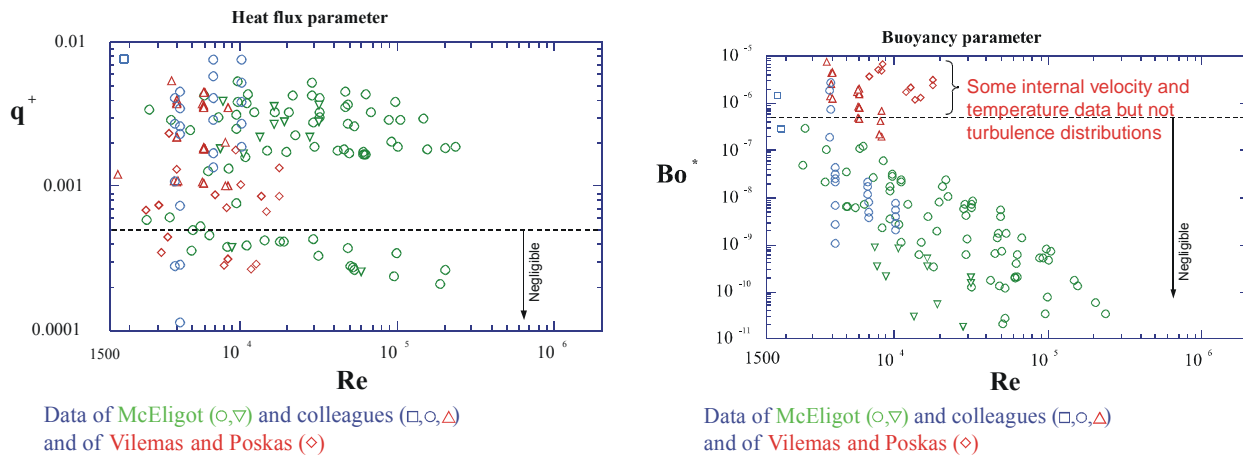 Heat flux parameter
0.01
q+
0.001
0.0001
1500
10^4
10^5
10^6
Re
Negligible
Data of McEligot (○,▽) and colleagues (□,○,△)
and of Vilemas and Poskas (◇)
Buoyancy parameter
10^-5
10^-6
10^-7
Bo*
10^-8
10^-9
10^-10
10^-11
1500
10^4
10^5
10^6
Re
Some internal velocity and
temperature data but not
turbulence distributions
Negligible
Data of McEligot (○,▽) and colleagues (□,○,△)
and of Vilemas and Poskas (◇)